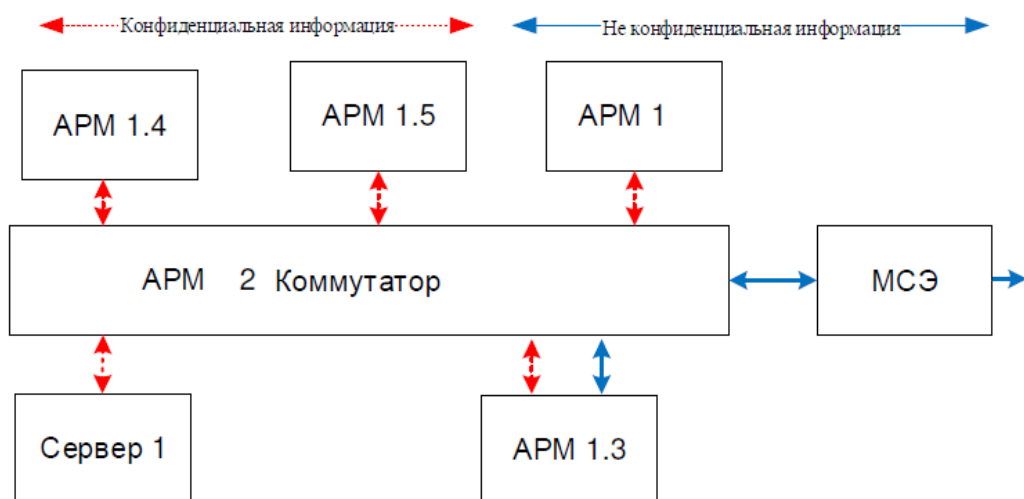 Конфиденциальная информация
Не конфиденциальная информация
АРМ 1.4
АРМ 1.5
АРМ 1
АРМ 2 Коммутатор
МСЭ
Сервер 1
АРМ 1.3